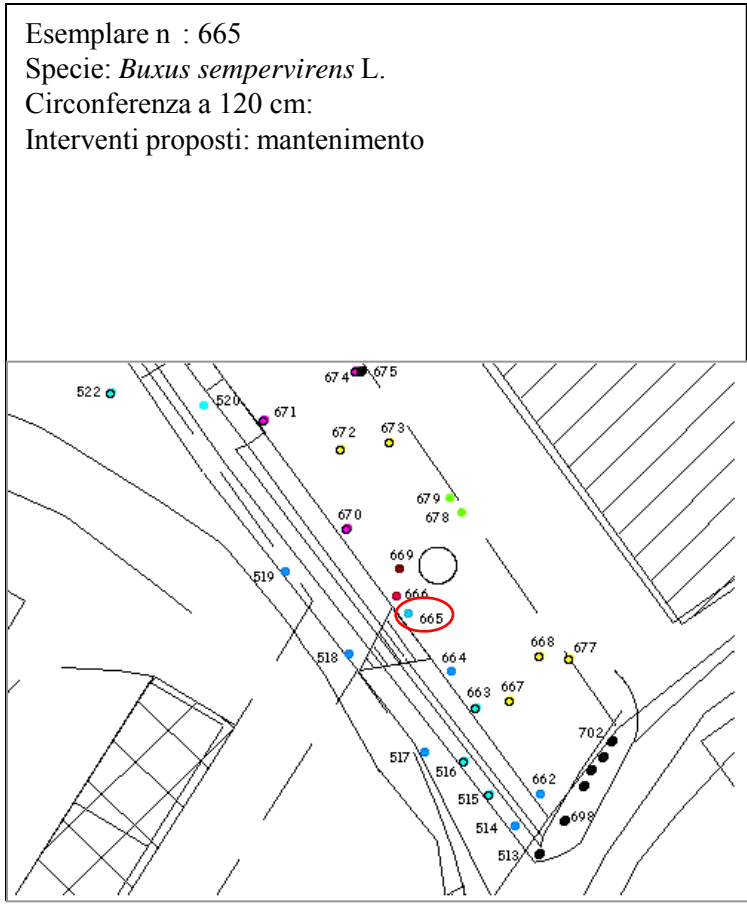 Esemplare n : 665
Specie: Buxus sempervirens L.
Circonferenza a 120 cm:
Interventi proposti: mantenimento
674 675
522 520 671
672 673
679
678
670
669
519
666
665
518 664 668 677
663 667
702
517 516
515 662
514 698
513